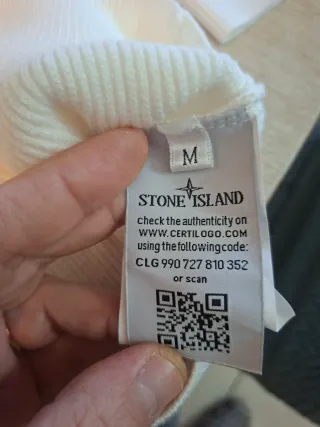 M
STONE ISLAND
check the authenticity on
WWW.CERTILOGO.COM
using the following code:
CLG 990 727 810 352
or scan